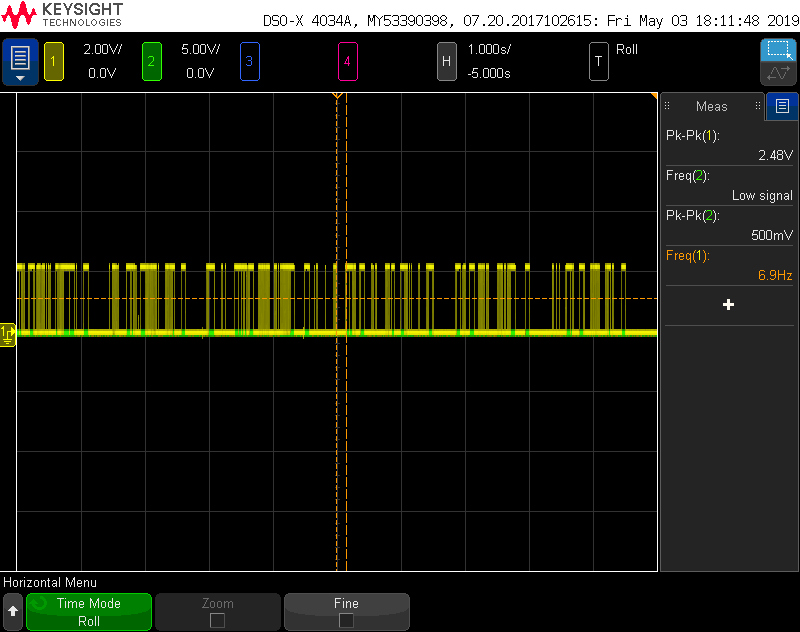 KEYSIGHT
TECHNOLOGIES
DSO-X 4034A, MY53390398, 07.20.2017102615: Fri May 03 18:11:48 2019
1 2.00V/ 2 5.00V/ 3 4 H 1.000s/ T Roll
0.0V 0.0V -5.000s
Meas
Pk-Pk(1):
2.48V
Freq(2):
Low signal
Pk-Pk(2):
500mV
Freq(1):
6.9Hz
+
1
Horizontal Menu
Time Mode
Roll
Zoom
Fine